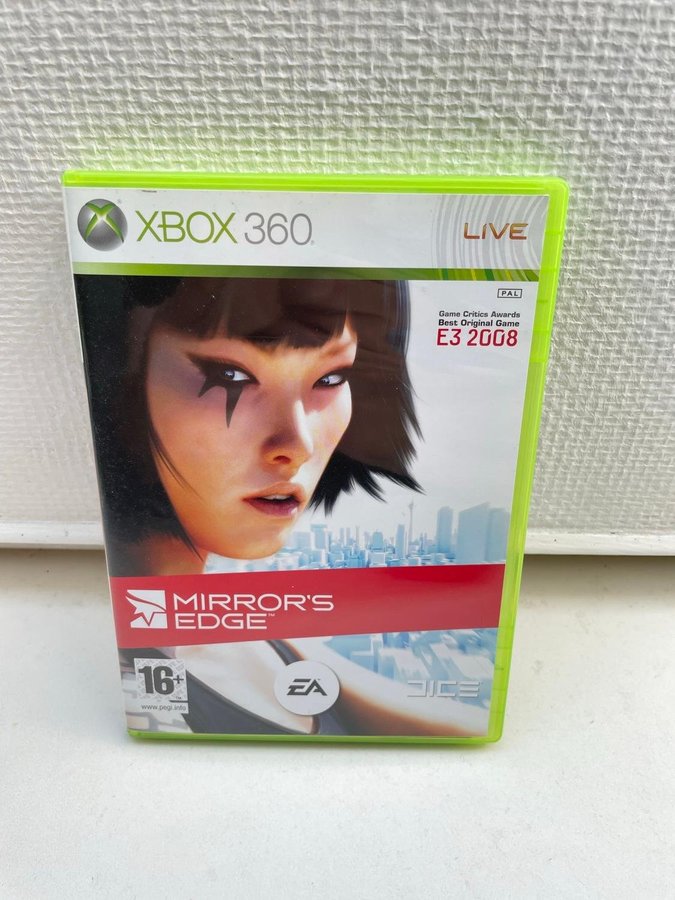 XBOX 360
LIVE
PAL
Game Critics Awards
Best Original Game
E3 2008
MIRROR'S
EDGE™
16+
www.pegi.info
EA
DICE